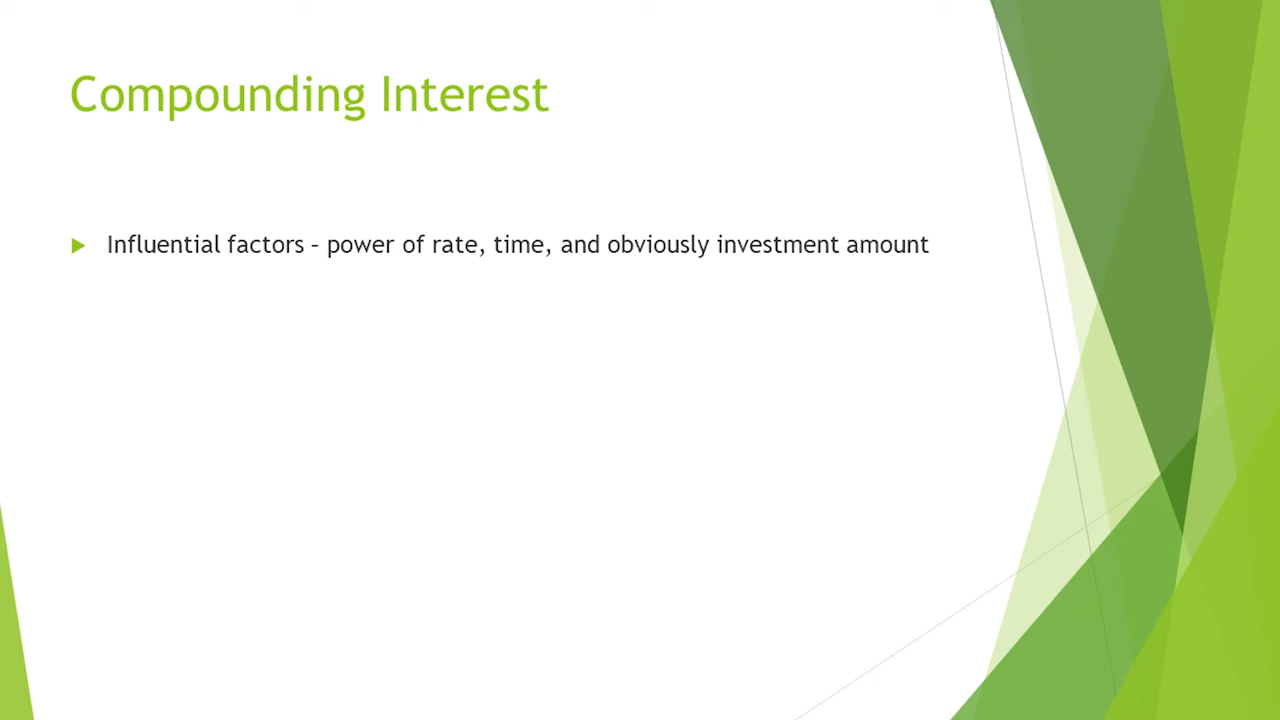 Compounding Interest
Influential factors – power of rate, time, and obviously investment amount